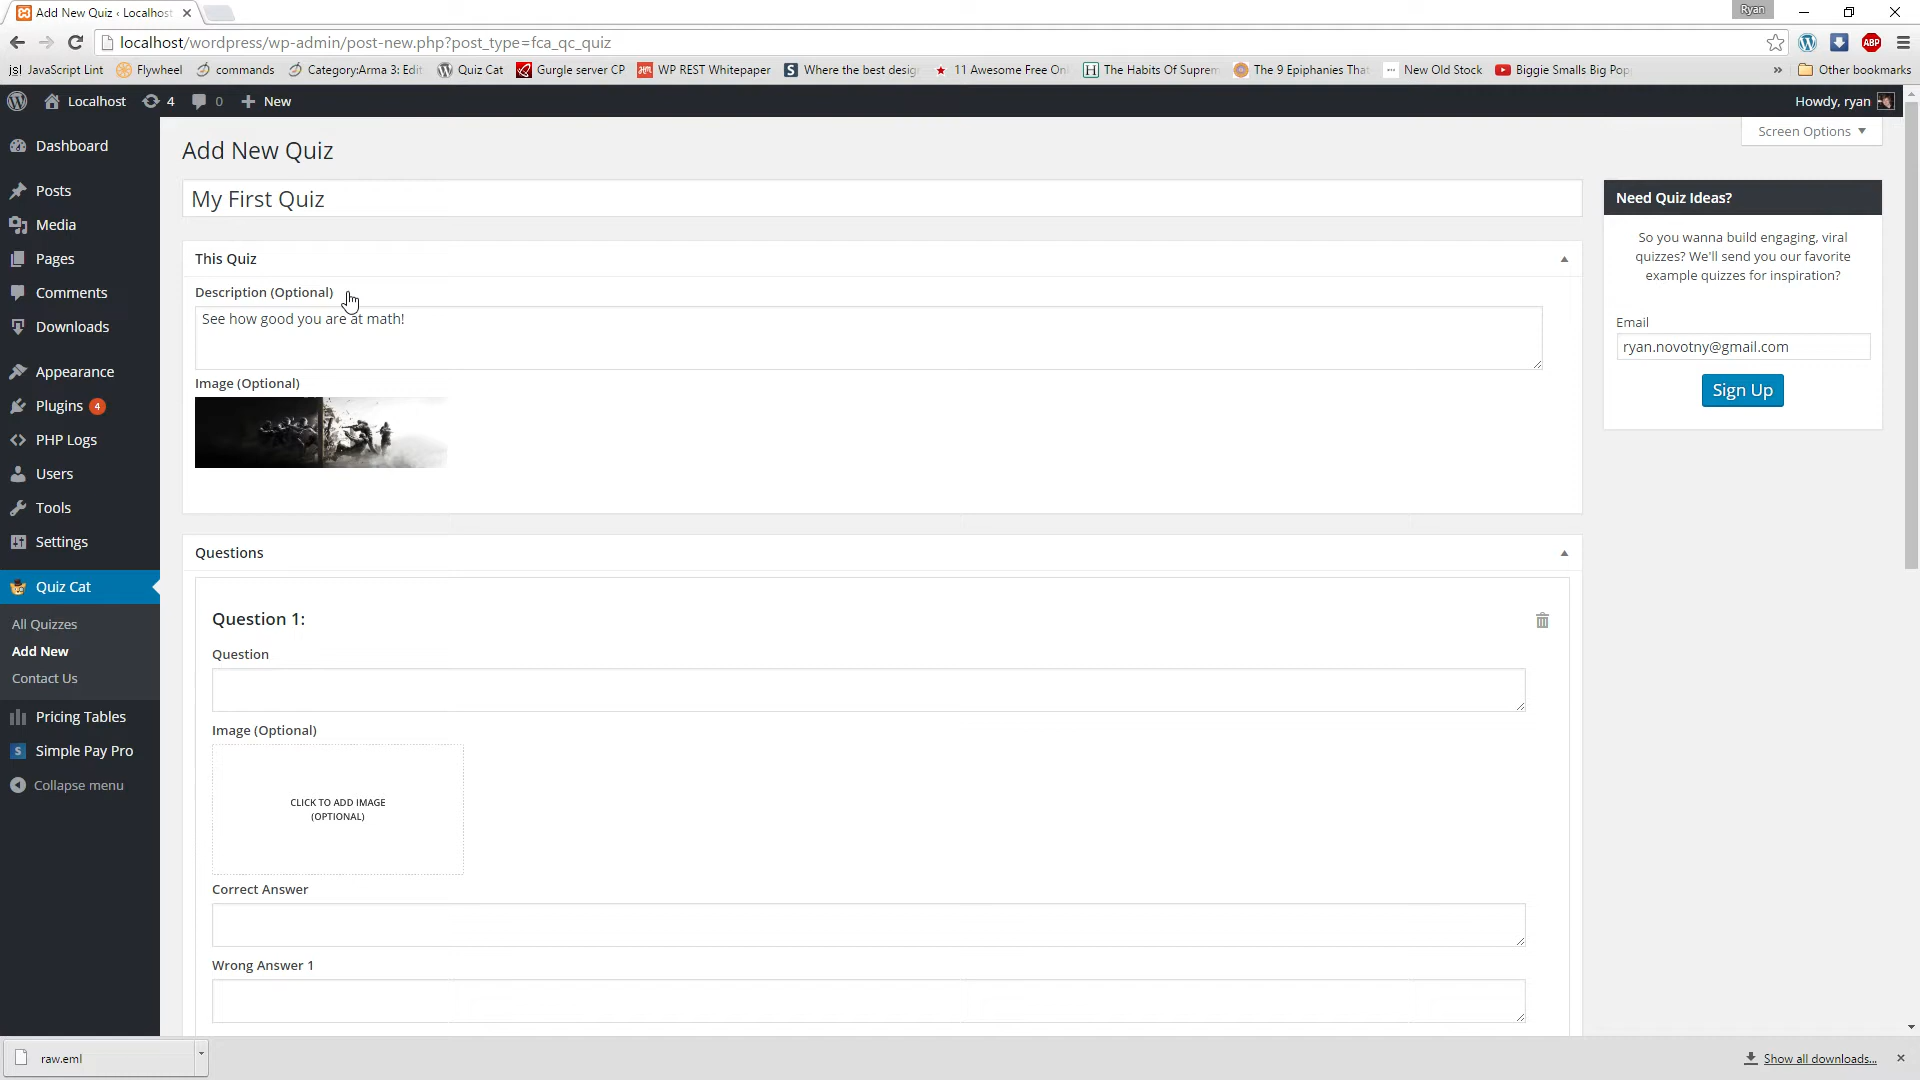 Add New Quiz ‹ Localhost
Ryan
localhost/wordpress/wp-admin/post-new.php?post_type=fca_qc_quiz
ABP
jsl JavaScript Lint
Flywheel
commands
Category:Arma 3: Edit
Quiz Cat
Gurgle server CP
WP REST Whitepaper
S Where the best desig
11 Awesome Free On
H The Habits Of Suprem
The 9 Epiphanies Tha
New Old Stock
Biggie Smalls Big Pop
»
Other bookmarks
Localhost
4
0
+ New
Howdy, ryan
Screen Options
Dashboard
Posts
Media
Pages
Comments
Downloads
Appearance
Plugins 4
PHP Logs
Users
Tools
Settings
Quiz Cat
All Quizzes
Add New
Contact Us
Pricing Tables
S Simple Pay Pro
Collapse menu
Add New Quiz
My First Quiz
This Quiz
Description (Optional)
See how good you are at math!
Image (Optional)
Questions
Question 1:
Question
Image (Optional)
CLICK TO ADD IMAGE
(OPTIONAL)
Correct Answer
Wrong Answer 1
Need Quiz Ideas?
So you wanna build engaging, viral
quizzes? We'll send you our favorite
example quizzes for inspiration?
Email
ryan.novotny@gmail.com
Sign Up
raw.eml
Show all downloads...